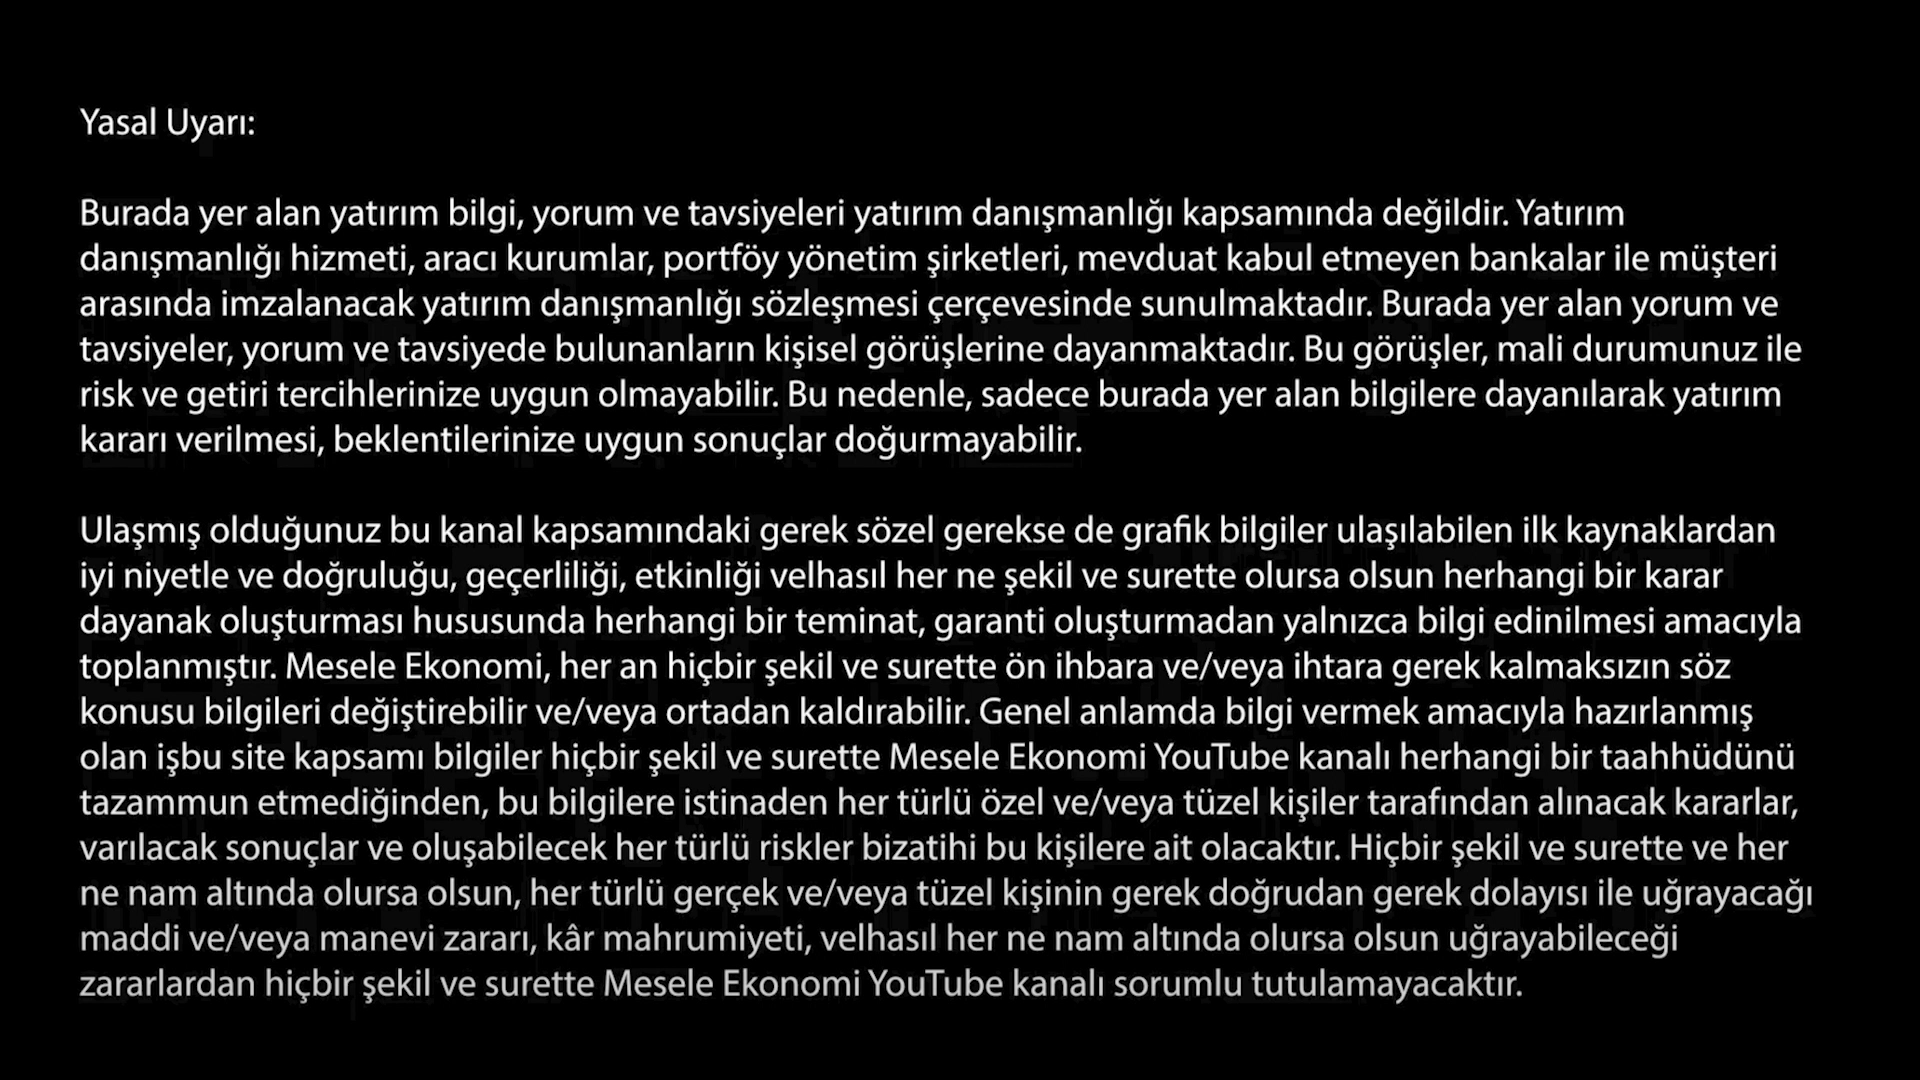 Yasal Uyarı:
Burada yer alan yatırım bilgi, yorum ve tavsiyeleri yatırım danışmanlığı kapsamında değildir. Yatırım
danışmanlığı hizmeti, aracı kurumlar, portföy yönetim şirketleri, mevduat kabul etmeyen bankalar ile müşteri
arasında imzalanacak yatırım danışmanlığı sözleşmesi çerçevesinde sunulmaktadır. Burada yer alan yorum ve
tavsiyeler, yorum ve tavsiyede bulunanların kişisel görüşlerine dayanmaktadır. Bu görüşler, mali durumunuz ile
risk ve getiri tercihlerinize uygun olmayabilir. Bu nedenle, sadece burada yer alan bilgilere dayanılarak yatırım
kararı verilmesi, beklentilerinize uygun sonuçlar doğurmayabilir.
Ulaşmış olduğunuz bu kanal kapsamındaki gerek sözel gerekse de grafik bilgiler ulaşılabilen ilk kaynaklardan
iyi niyetle ve doğruluğu, geçerliliği, etkinliği velhasıl her ne şekil ve surette olursa olsun herhangi bir karar
dayanak oluşturması hususunda herhangi bir teminat, garanti oluşturmadan yalnızca bilgi edinilmesi amacıyla
toplanmıştır. Mesele Ekonomi, her an hiçbir şekil ve surette ön ihbara ve/veya ihtara gerek kalmaksızın söz
konusu bilgileri değiştirebilir ve/veya ortadan kaldırabilir. Genel anlamda bilgi vermek amacıyla hazırlanmış
olan işbu site kapsamı bilgiler hiçbir şekil ve surette Mesele Ekonomi YouTube kanalı herhangi bir taahhüdünü
tazammun etmediğinden, bu bilgilere istinaden her türlü özel ve/veya tüzel kişiler tarafından alınacak kararlar,
varılacak sonuçlar ve oluşabilecek her türlü riskler bizatihi bu kişilere ait olacaktır. Hiçbir şekil ve surette ve her
ne nam altında olursa olsun, her türlü gerçek ve/veya tüzel kişinin gerek doğrudan gerek dolayısı ile uğrayacağı
maddi ve/veya manevi zararı, kâr mahrumiyeti, velhasıl her ne nam altında olursa olsun uğrayabileceği
zararlardan hiçbir şekil ve surette Mesele Ekonomi YouTube kanalı sorumlu tutulamayacaktır.